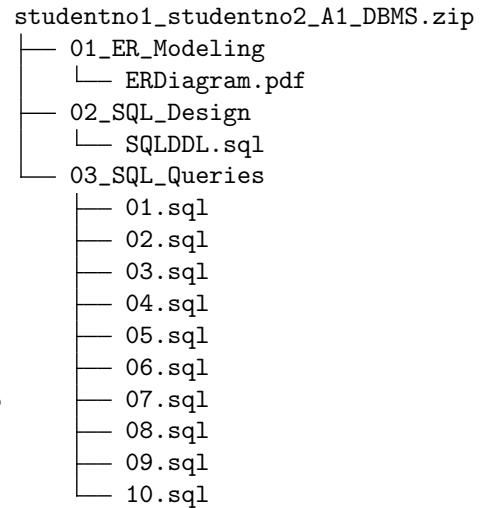 studentno1_studentno2_A1_DBMS.zip
├── 01_ER_Modeling
│   └── ERDiagram.pdf
├── 02_SQL_Design
│   └── SQLDDL.sql
└── 03_SQL_Queries
    ├── 01.sql
    ├── 02.sql
    ├── 03.sql
    ├── 04.sql
    ├── 05.sql
    ├── 06.sql
    ├── 07.sql
    ├── 08.sql
    ├── 09.sql
    └── 10.sql